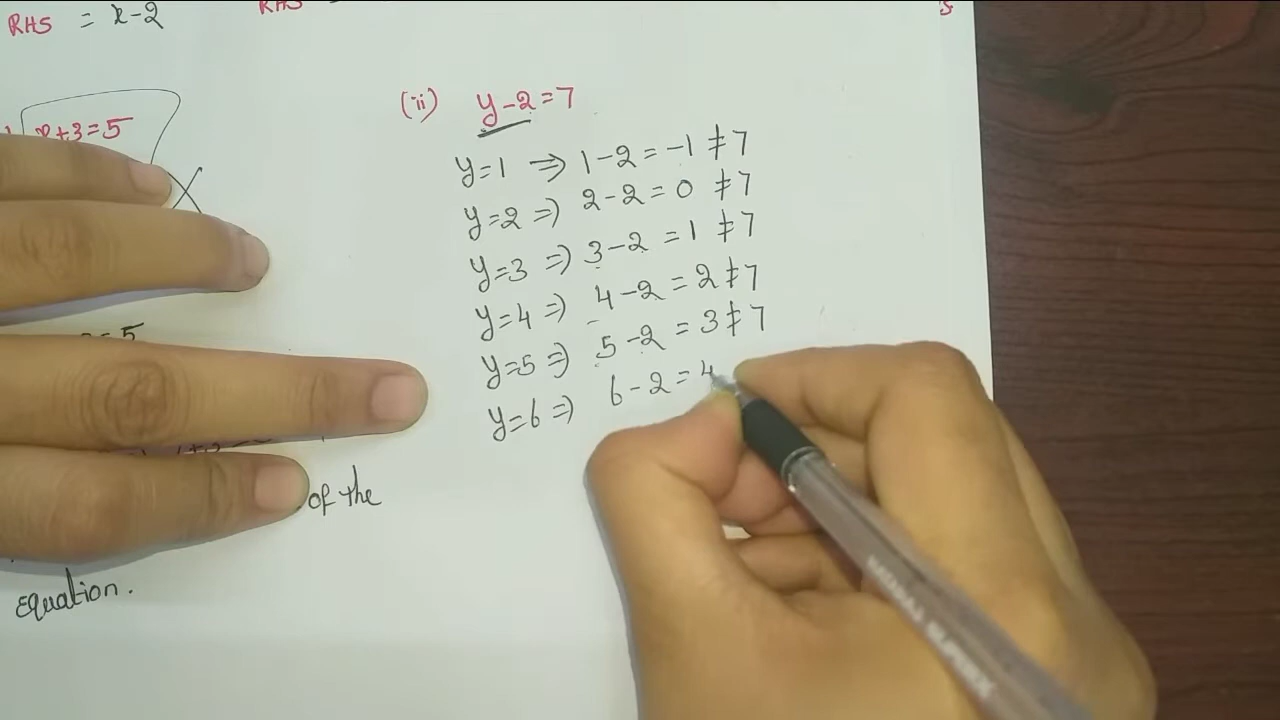 RHS = x-2
RHS
x+3=5
of the
equation.
(ii) y-2=7
y=1 ⇒ 1-2=-1≠7
y=2 ⇒ 2-2=0 ≠7
y=3 ⇒ 3-2=1 ≠7
y=4 ⇒ 4-2=2≠7
y=5 ⇒ 5-2=3≠7
y=6 ⇒ 6-2=4